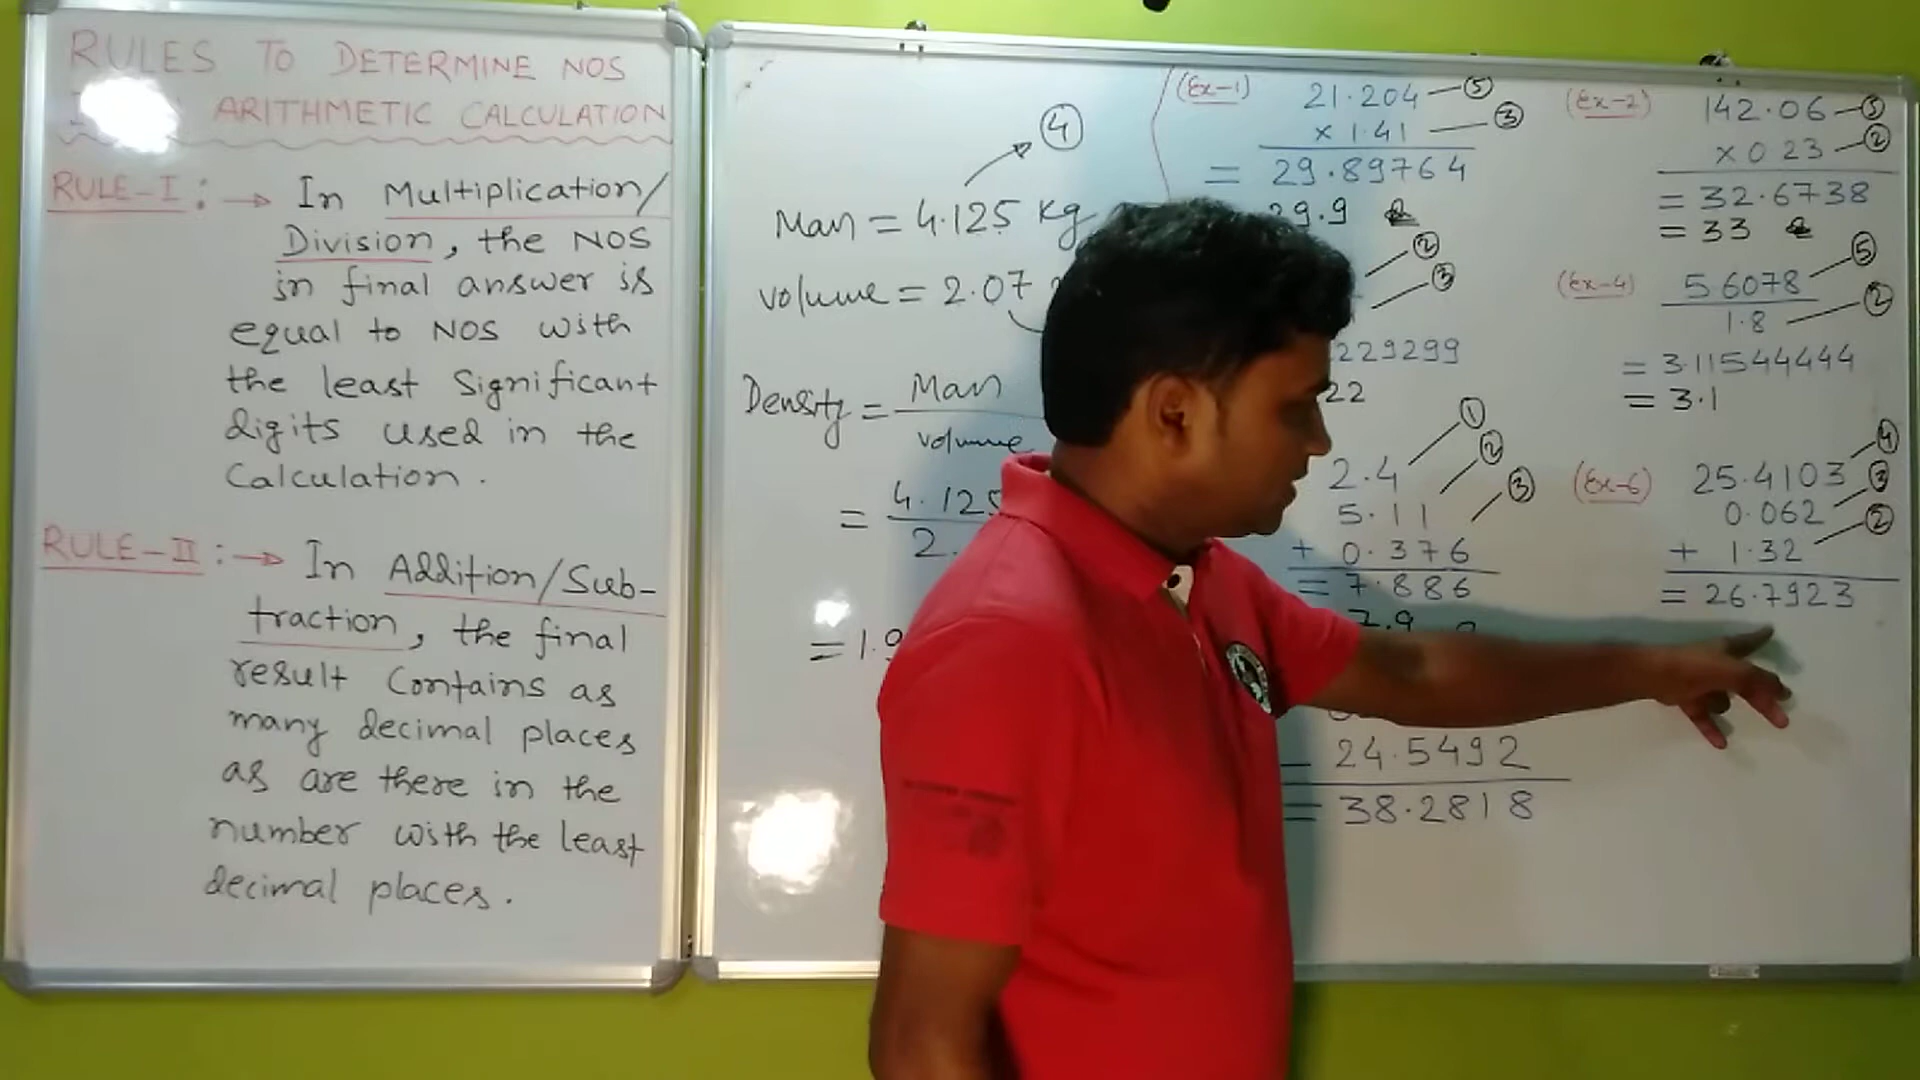 RULES TO DETERMINE NOS
ARITHMETIC CALCULATION
RULE-I : → In Multiplication/
Division, the NOS
in final answer is
equal to NOS with
the least Significant
digits used in the
Calculation.
RULE-II : → In Addition/Sub-
traction, the final
result Contains as
many decimal places
as are there in the
number with the least
decimal places.
④
Mass = 4.125 kg
volume = 2.07
Density = Mass
volume
= 4.125
2.
= 1.9
(Ex-1) 21.204 ⑤
× 1.41 ③
= 29.89764
29.9
②
③
229299
22
2.4 ①
5.11 ②
+ 0.376 ③
= 7.886
7.9
- 24.5492
= 38.2818
(Ex-2) 142.06 ⑤
× 0 23 ②
= 32.6738
= 33
(Ex-4) 5.6078 ⑤
1.8 ②
= 3.11544444
= 3.1
(Ex-6) 25.4103 ④
0.062 ③
+ 1.32 ②
= 26.7923